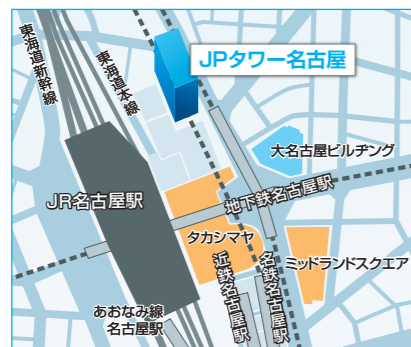 東海道新幹線
東海道本線
JPタワー名古屋
大名古屋ビルヂング
JR名古屋駅
地下鉄名古屋駅
タカシマヤ
ミッドランドスクエア
近鉄名古屋駅
名鉄名古屋駅
あおなみ線
名古屋駅